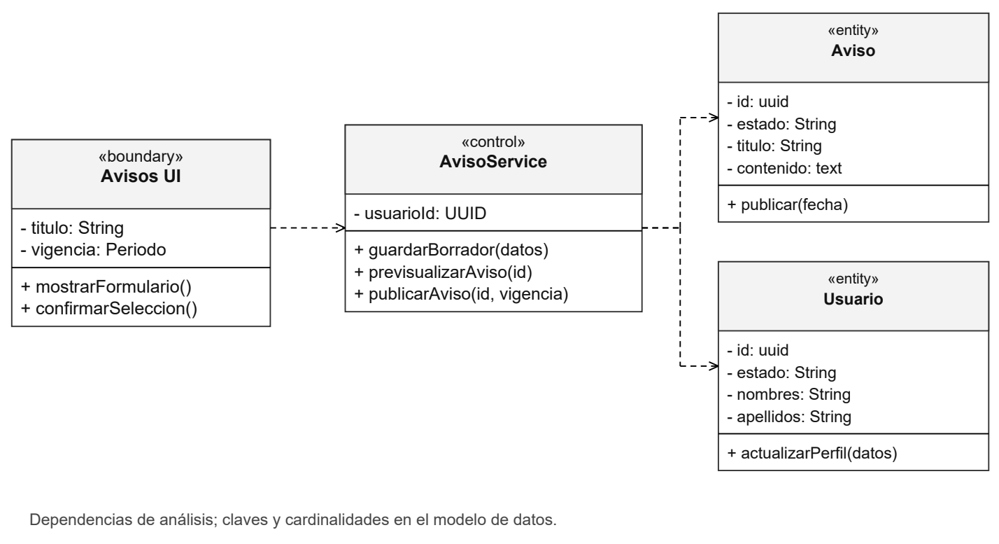 «boundary»
Avisos UI
- titulo: String
- vigencia: Periodo
+ mostrarFormulario()
+ confirmarSeleccion()
«control»
AvisoService
- usuarioId: UUID
+ guardarBorrador(datos)
+ previsualizarAviso(id)
+ publicarAviso(id, vigencia)
«entity»
Aviso
- id: uuid
- estado: String
- titulo: String
- contenido: text
+ publicar(fecha)
«entity»
Usuario
- id: uuid
- estado: String
- nombres: String
- apellidos: String
+ actualizarPerfil(datos)
Dependencias de análisis; claves y cardinalidades en el modelo de datos.